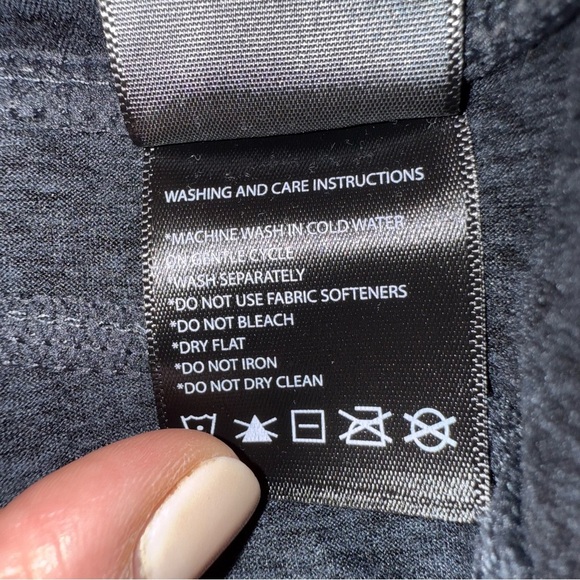 WASHING AND CARE INSTRUCTIONS
*MACHINE WASH IN COLD WATER
ON GENTLE CYCLE
*WASH SEPARATELY
*DO NOT USE FABRIC SOFTENERS
*DO NOT BLEACH
*DRY FLAT
*DO NOT IRON
*DO NOT DRY CLEAN